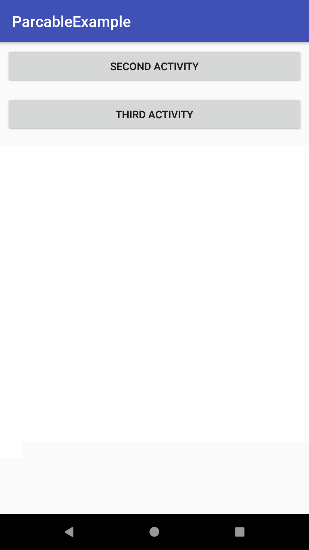 ParcableExample
SECOND ACTIVITY
THIRD ACTIVITY